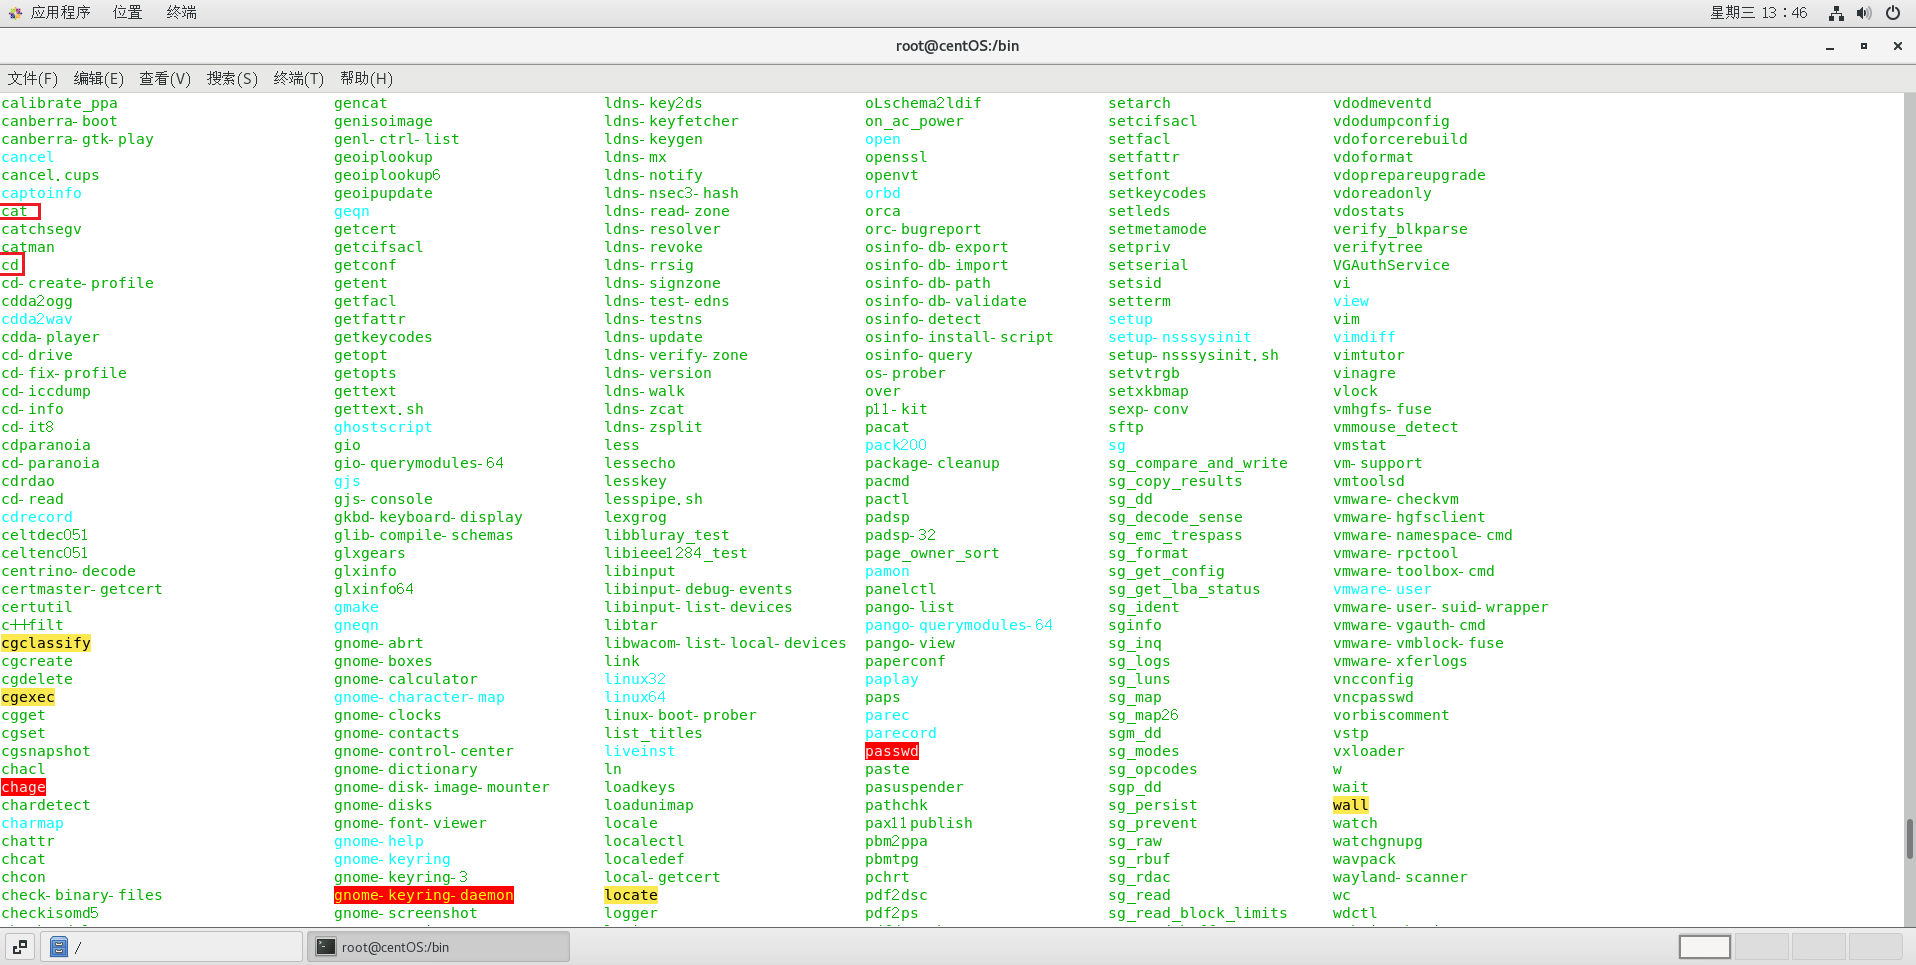 应用程序 位置 终端 星期三 13：46
root@centOS:/bin
文件(F) 编辑(E) 查看(V) 搜索(S) 终端(T) 帮助(H)
calibrate_ppa gencat ldns-key2ds oLschema2ldif setarch vdodmeventd
canberra-boot genisoimage ldns-keyfetcher on_ac_power setcifsacl vdodumpconfig
canberra-gtk-play genl-ctrl-list ldns-keygen open setfacl vdoforcerebuild
cancel geoiplookup ldns-mx openssl setfattr vdoformat
cancel.cups geoiplookup6 ldns-notify openvt setfont vdoprepareupgrade
captoinfo geoipupdate ldns-nsec3-hash orbd setkeycodes vdoreadonly
cat geqn ldns-read-zone orca setleds vdostats
catchsegv getcert ldns-resolver orc-bugreport setmetamode verify_blkparse
catman getcifsacl ldns-revoke osinfo-db-export setpriv verifytree
cd getconf ldns-rrsig osinfo-db-import setserial VGAuthService
cd-create-profile getent ldns-signzone osinfo-db-path setsid vi
cdda2ogg getfacl ldns-test-edns osinfo-db-validate setterm view
cdda2wav getfattr ldns-testns osinfo-detect setup vim
cdda-player getkeycodes ldns-update osinfo-install-script setup-nsssysinit vimdiff
cd-drive getopt ldns-verify-zone osinfo-query setup-nsssysinit.sh vimtutor
cd-fix-profile getopts ldns-version os-prober setvtrgb vinagre
cd-iccdump gettext ldns-walk over setxkbmap vlock
cd-info gettext.sh ldns-zcat p11-kit sexp-conv vmhgfs-fuse
cd-it8 ghostscript ldns-zsplit pacat sftp vmmouse_detect
cdparanoia gio less pack200 sg vmstat
cd-paranoia gio-querymodules-64 lessecho package-cleanup sg_compare_and_write vm-support
cdrdao gjs lesskey pacmd sg_copy_results vmtoolsd
cd-read gjs-console lesspipe.sh pactl sg_dd vmware-checkvm
cdrecord gkbd-keyboard-display lexgrog padsp sg_decode_sense vmware-hgfsclient
celtdec051 glib-compile-schemas libbluray_test padsp-32 sg_emc_trespass vmware-namespace-cmd
celtenc051 glxgears libieee1284_test page_owner_sort sg_format vmware-rpctool
centrino-decode glxinfo libinput pamon sg_get_config vmware-toolbox-cmd
certmaster-getcert glxinfo64 libinput-debug-events panelctl sg_get_lba_status vmware-user
certutil gmake libinput-list-devices pango-list sg_ident vmware-user-suid-wrapper
c++filt gneqn libtar pango-querymodules-64 sginfo vmware-vgauth-cmd
cgclassify gnome-abrt libwacom-list-local-devices pango-view sg_inq vmware-vmblock-fuse
cgcreate gnome-boxes link paperconf sg_logs vmware-xferlogs
cgdelete gnome-calculator linux32 paplay sg_luns vncconfig
cgexec gnome-character-map linux64 paps sg_map vncpasswd
cgget gnome-clocks linux-boot-prober parec sg_map26 vorbiscomment
cgset gnome-contacts list_titles parecord sgm_dd vstp
cgsnapshot gnome-control-center liveinst passwd sg_modes vxloader
chacl gnome-dictionary ln paste sg_opcodes w
chage gnome-disk-image-mounter loadkeys pasuspender sgp_dd wait
chardetect gnome-disks loadunimap pathchk sg_persist wall
charmap gnome-font-viewer locale pax11publish sg_prevent watch
chattr gnome-help localectl pbm2ppa sg_raw watchgnupg
chcat gnome-keyring localedef pbmtpg sg_rbuf wavpack
chcon gnome-keyring-3 local-getcert pchrt sg_rdac wayland-scanner
check-binary-files gnome-keyring-daemon locate pdf2dsc sg_read wc
checkisomd5 gnome-screenshot logger pdf2ps sg_read_block_limits wdctl
/ root@centOS:/bin